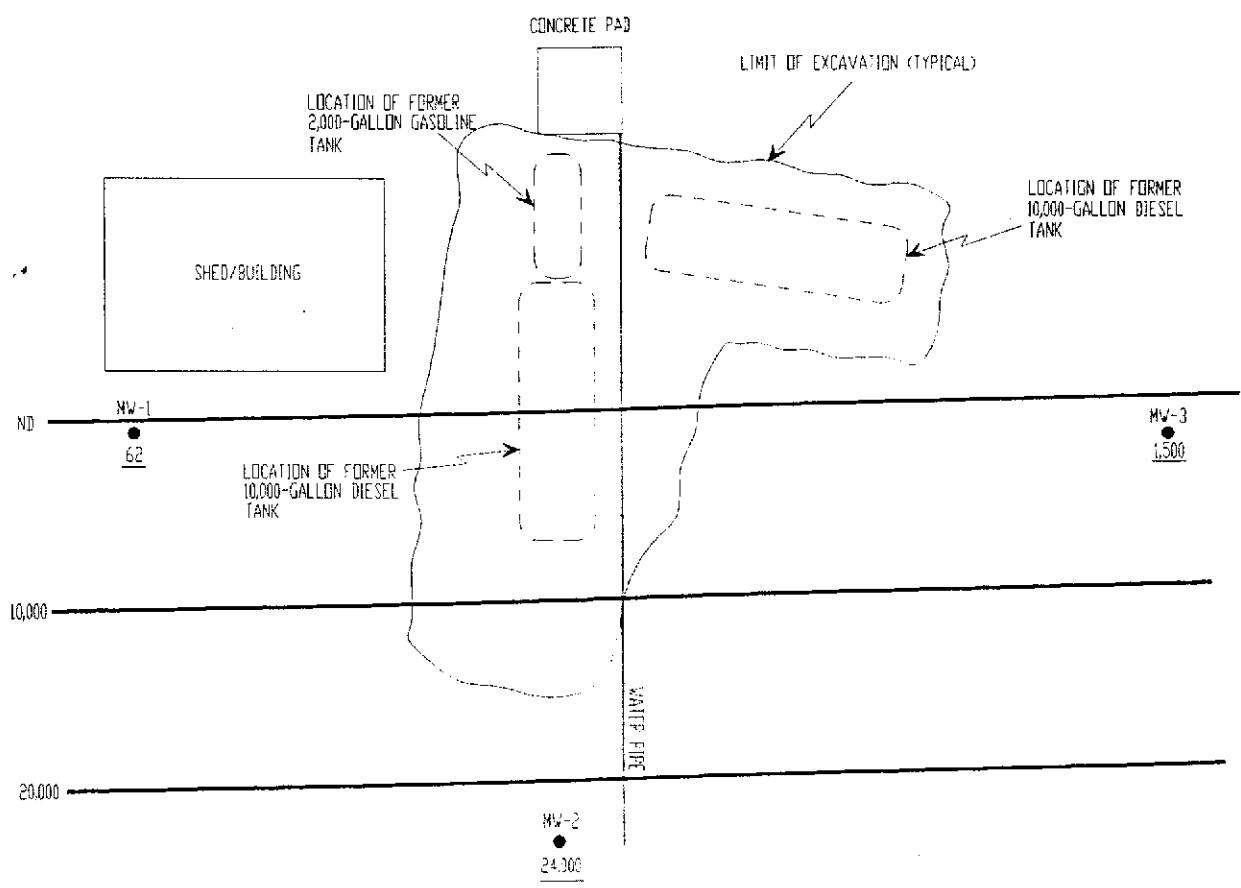 CONCRETE PAD
LIMIT OF EXCAVATION (TYPICAL)
LOCATION OF FORMER
2,000-GALLON GASOLINE
TANK
LOCATION OF FORMER
10,000-GALLON DIESEL
TANK
SHED/BUILDING
ND
MW-1
62
MW-3
1,500
LOCATION OF FORMER
10,000-GALLON DIESEL
TANK
10,000
WATER PIPE
20,000
MW-2
24,000